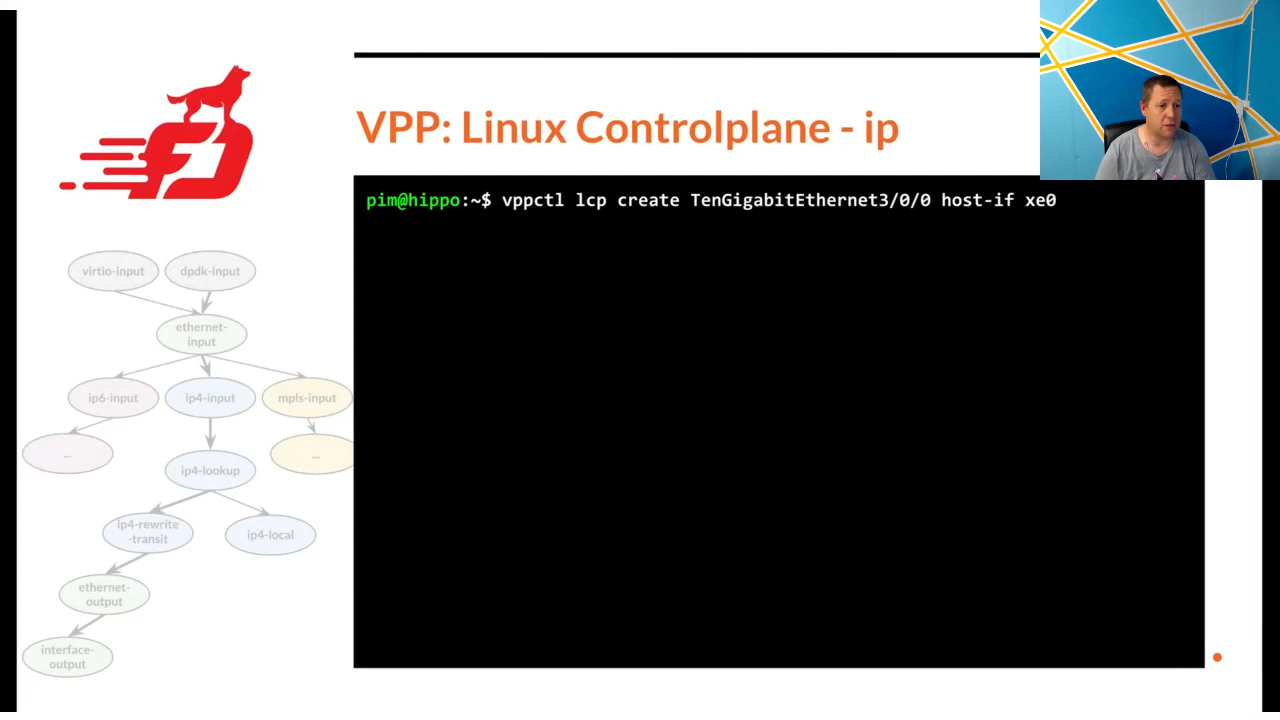 VPP: Linux Controlplane - ip
pim@hippo:~$ vppctl lcp create TenGigabitEthernet3/0/0 host-if xe0
virtio-input
dpdk-input
ethernet-
input
ip6-input
ip4-input
mpls-input
...
...
ip4-lookup
ip4-rewrite
-transit
ip4-local
ethernet-
output
interface-
output